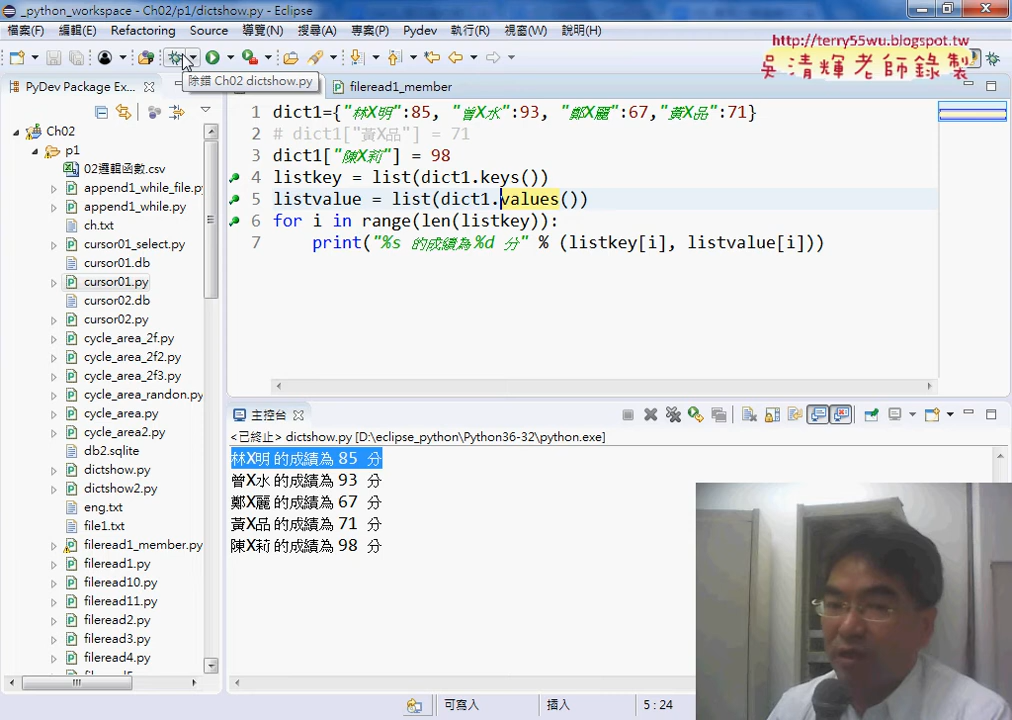 _python_workspace - Ch02/p1/dictshow.py - Eclipse
檔案(F) 編輯(E) Refactoring Source 導覽(N) 搜尋(A) 專案(P) Pydev 執行(R) 視窗(W) 說明(H)
http://terry55wu.blogspot.tw
吳清輝老師錄製
除錯 Ch02 dictshow.py
PyDev Package Ex...
fileread1_member
Ch02
p1
02邏輯函數.csv
append1_while_file.py
append1_while.py
ch.txt
cursor01_select.py
cursor01.db
cursor01.py
cursor02.db
cursor02.py
cycle_area_2f.py
cycle_area_2f2.py
cycle_area_2f3.py
cycle_area_randon.py
cycle_area.py
cycle_area2.py
db2.sqlite
dictshow.py
dictshow2.py
eng.txt
file1.txt
fileread1_member.py
fileread1.py
fileread10.py
fileread11.py
fileread2.py
fileread3.py
fileread4.py
1 dict1={"林X明":85, "曾X水":93, "鄭X麗":67,"黃X品":71}
2 # dict1["黃X品"] = 71
3 dict1["陳X莉"] = 98
4 listkey = list(dict1.keys())
5 listvalue = list(dict1.values())
6 for i in range(len(listkey)):
7 print("%s 的成績為%d 分" % (listkey[i], listvalue[i]))
主控台
<已終止> dictshow.py [D:\eclipse_python\Python36-32\python.exe]
林X明 的成績為 85 分
曾X水 的成績為 93 分
鄭X麗 的成績為 67 分
黃X品 的成績為 71 分
陳X莉 的成績為 98 分
可寫入 插入 5:24